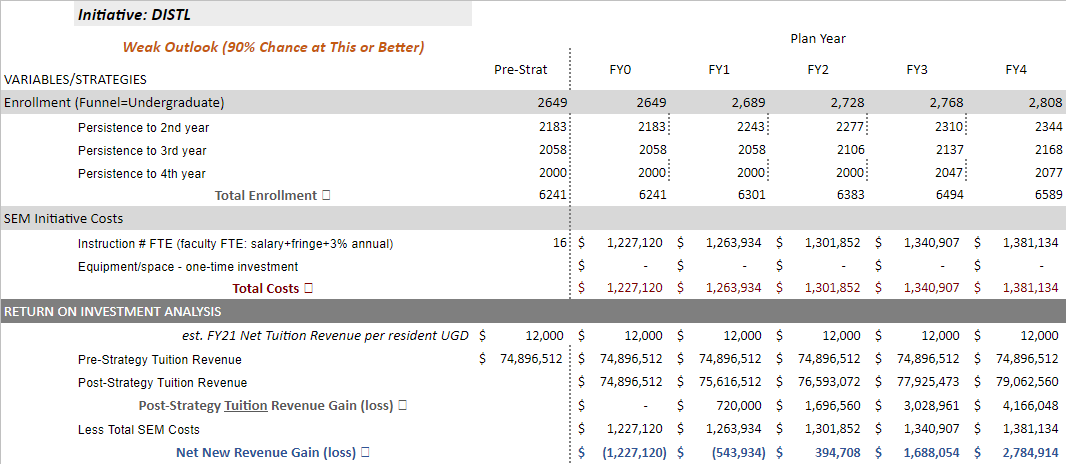 Initiative: DISTL
Weak Outlook (90% Chance at This or Better)
Plan Year
VARIABLES/STRATEGIES Pre-Strat FY0 FY1 FY2 FY3 FY4
Enrollment (Funnel=Undergraduate) 2649 2649 2,689 2,728 2,768 2,808
Persistence to 2nd year 2183 2183 2243 2277 2310 2344
Persistence to 3rd year 2058 2058 2058 2106 2137 2168
Persistence to 4th year 2000 2000 2000 2000 2047 2077
Total Enrollment 6241 6241 6301 6383 6494 6589
SEM Initiative Costs
Instruction # FTE (faculty FTE: salary+fringe+3% annual) 16 $ 1,227,120 $ 1,263,934 $ 1,301,852 $ 1,340,907 $ 1,381,134
Equipment/space - one-time investment $ - $ - $ - $ - $ -
Total Costs $ 1,227,120 $ 1,263,934 $ 1,301,852 $ 1,340,907 $ 1,381,134
RETURN ON INVESTMENT ANALYSIS
est. FY21 Net Tuition Revenue per resident UGD $ 12,000 $ 12,000 $ 12,000 $ 12,000 $ 12,000 $ 12,000
Pre-Strategy Tuition Revenue $ 74,896,512 $ 74,896,512 $ 74,896,512 $ 74,896,512 $ 74,896,512 $ 74,896,512
Post-Strategy Tuition Revenue $ 74,896,512 $ 75,616,512 $ 76,593,072 $ 77,925,473 $ 79,062,560
Post-Strategy Tuition Revenue Gain (loss) $ - $ 720,000 $ 1,696,560 $ 3,028,961 $ 4,166,048
Less Total SEM Costs $ 1,227,120 $ 1,263,934 $ 1,301,852 $ 1,340,907 $ 1,381,134
Net New Revenue Gain (loss) $ (1,227,120) $ (543,934) $ 394,708 $ 1,688,054 $ 2,784,914